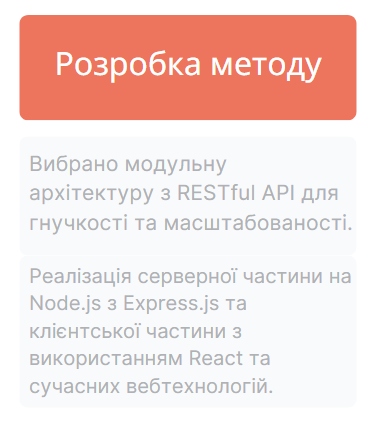 Розробка методу
Вибрано модульну
архітектуру з RESTful API для
гнучкості та масштабованості.
Реалізація серверної частини на
Node.js з Express.js та
клієнтської частини з
використанням React та
сучасних вебтехнологій.